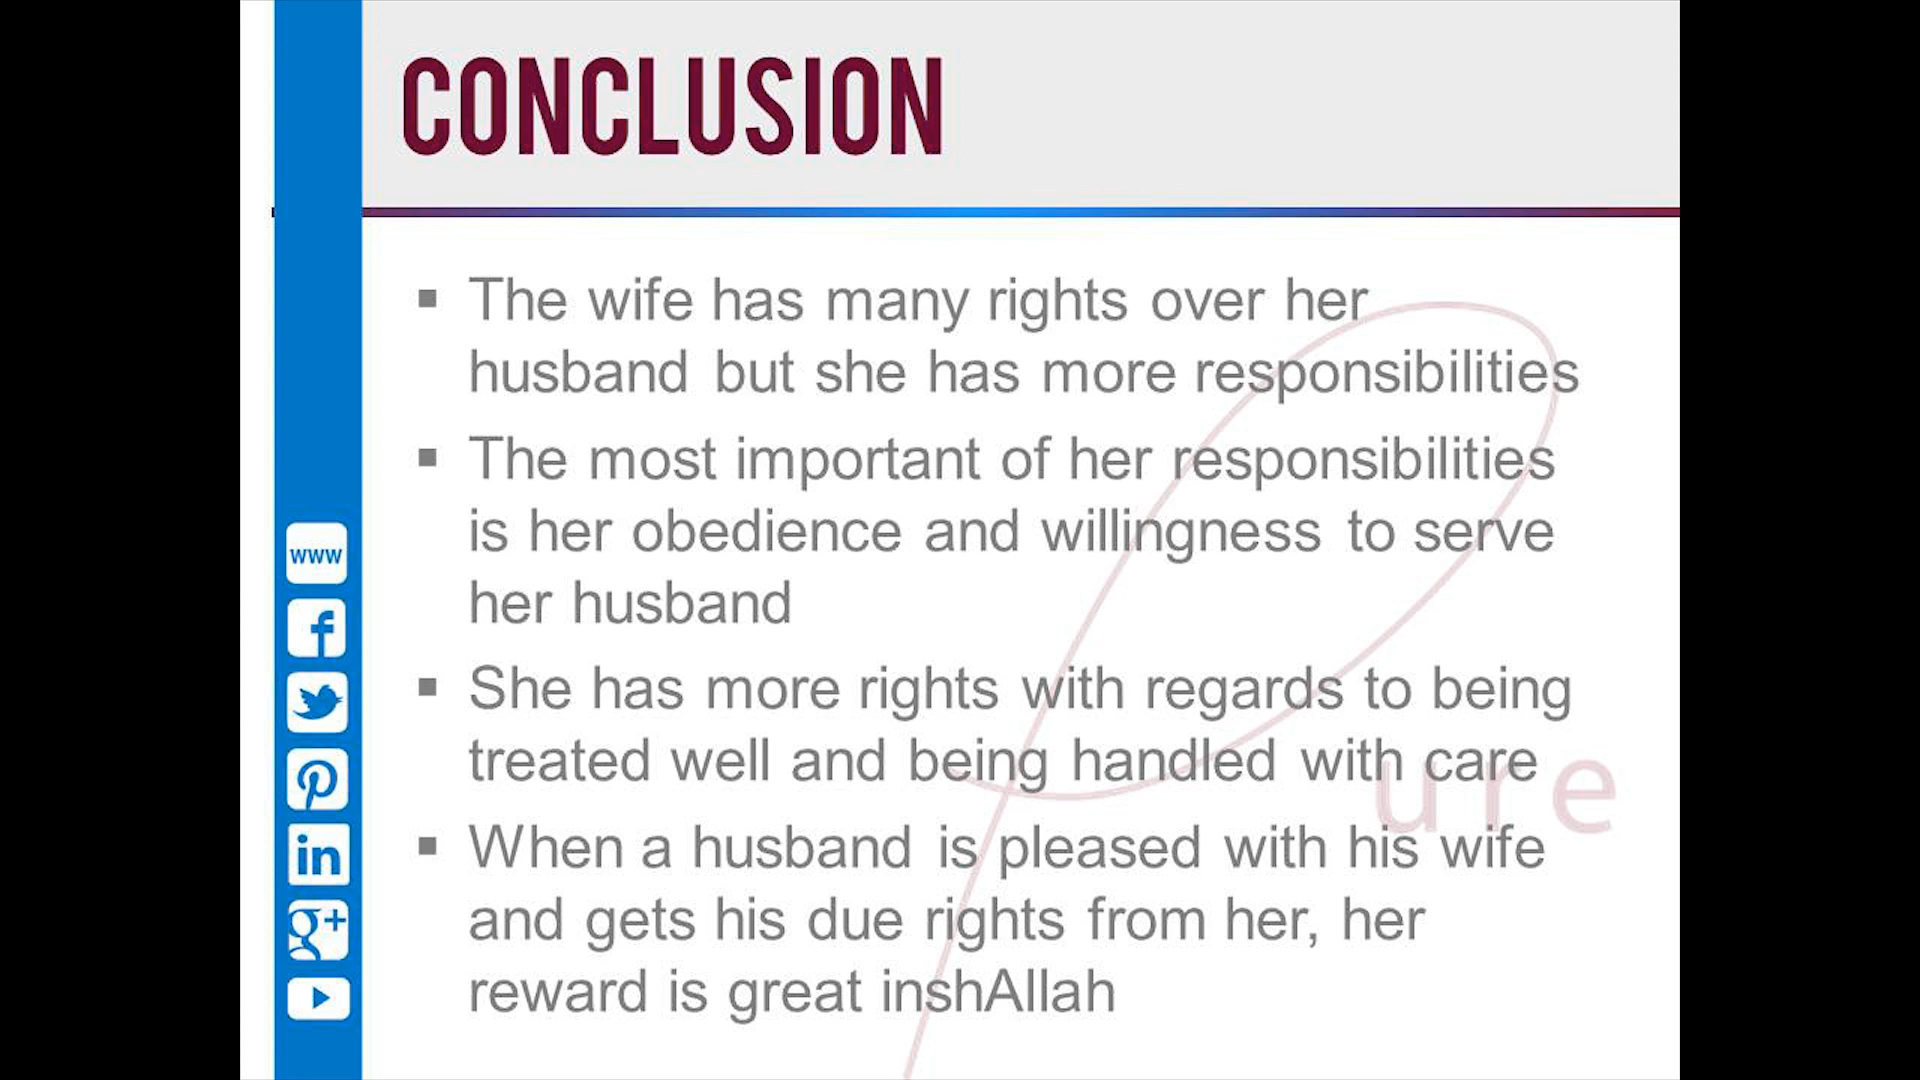 CONCLUSION
▪ The wife has many rights over her
husband but she has more responsibilities
▪ The most important of her responsibilities
is her obedience and willingness to serve
her husband
▪ She has more rights with regards to being
treated well and being handled with care
▪ When a husband is pleased with his wife
and gets his due rights from her, her
reward is great inshAllah
www
f
in
g+
ure